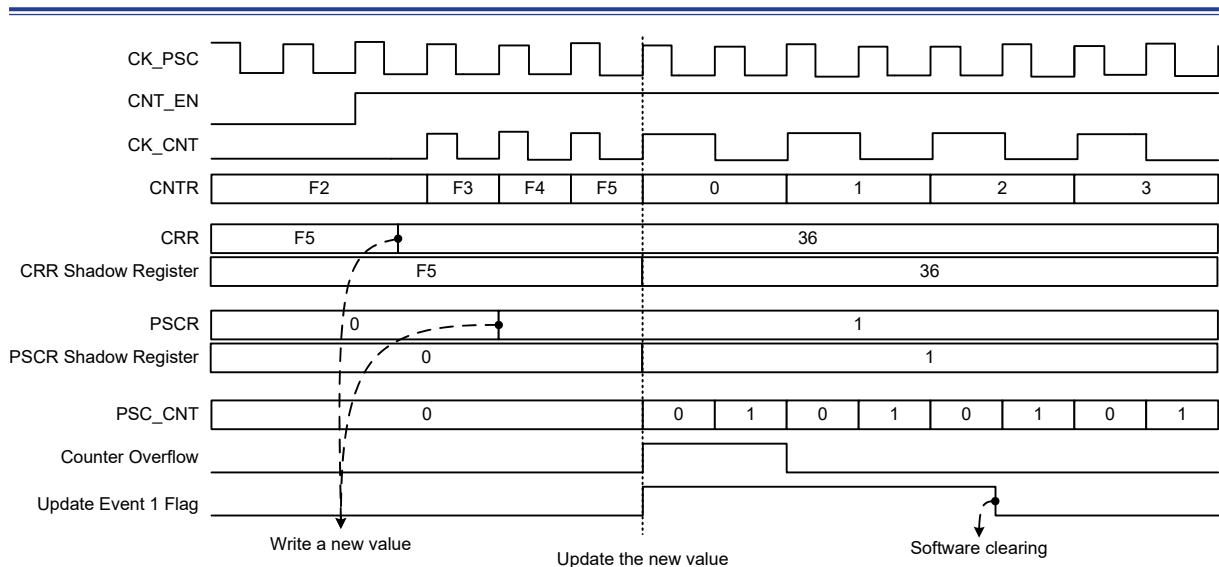 CK_PSC
CNT_EN
CK_CNT
CNTR F2 F3 F4 F5 0 1 2 3
CRR F5 36
CRR Shadow Register F5 36
PSCR 0 1
PSCR Shadow Register 0 1
PSC_CNT 0 0 1 0 1 0 1 0 1
Counter Overflow
Update Event 1 Flag
Write a new value Update the new value Software clearing